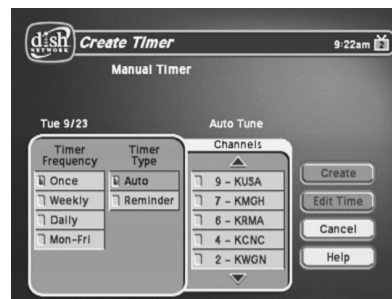 dish
NETWORK
Create Timer
9:22am
Manual Timer
Tue 9/23
Auto Tune
Timer Frequency
Once
Weekly
Daily
Mon-Fri
Timer Type
Auto
Reminder
Channels
9 - KUSA
7 - KMGH
6 - KRMA
4 - KCNC
2 - KWGN
Create
Edit Time
Cancel
Help